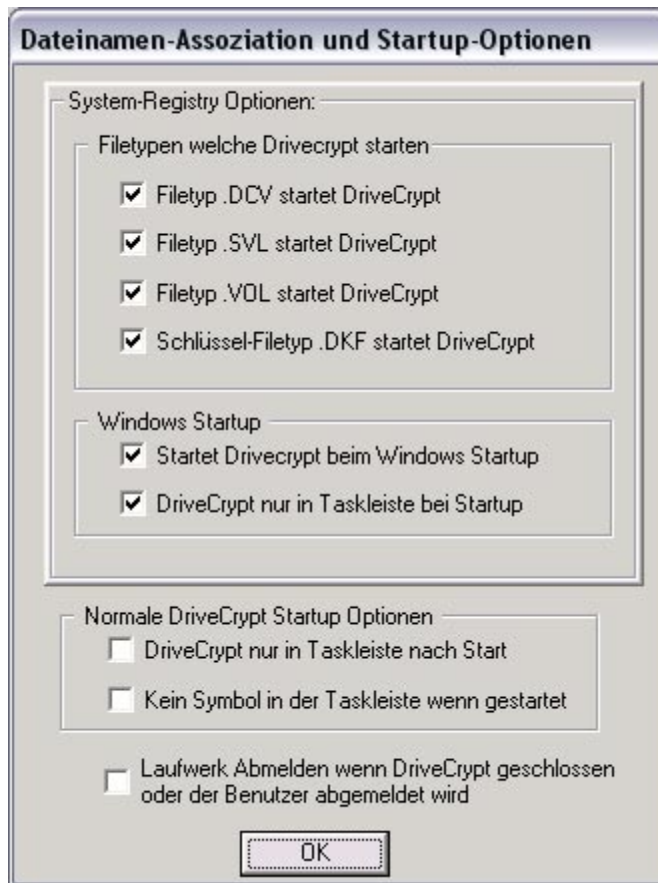 Dateinamen-Assoziation und Startup-Optionen
System-Registry Optionen:
Filetypen welche Drivecrypt starten
Filetyp .DCV startet DriveCrypt
Filetyp .SVL startet DriveCrypt
Filetyp .VOL startet DriveCrypt
Schlüssel-Filetyp .DKF startet DriveCrypt
Windows Startup
Startet Drivecrypt beim Windows Startup
DriveCrypt nur in Taskleiste bei Startup
Normale DriveCrypt Startup Optionen
DriveCrypt nur in Taskleiste nach Start
Kein Symbol in der Taskleiste wenn gestartet
Laufwerk Abmelden wenn DriveCrypt geschlossen
oder der Benutzer abgemeldet wird
OK